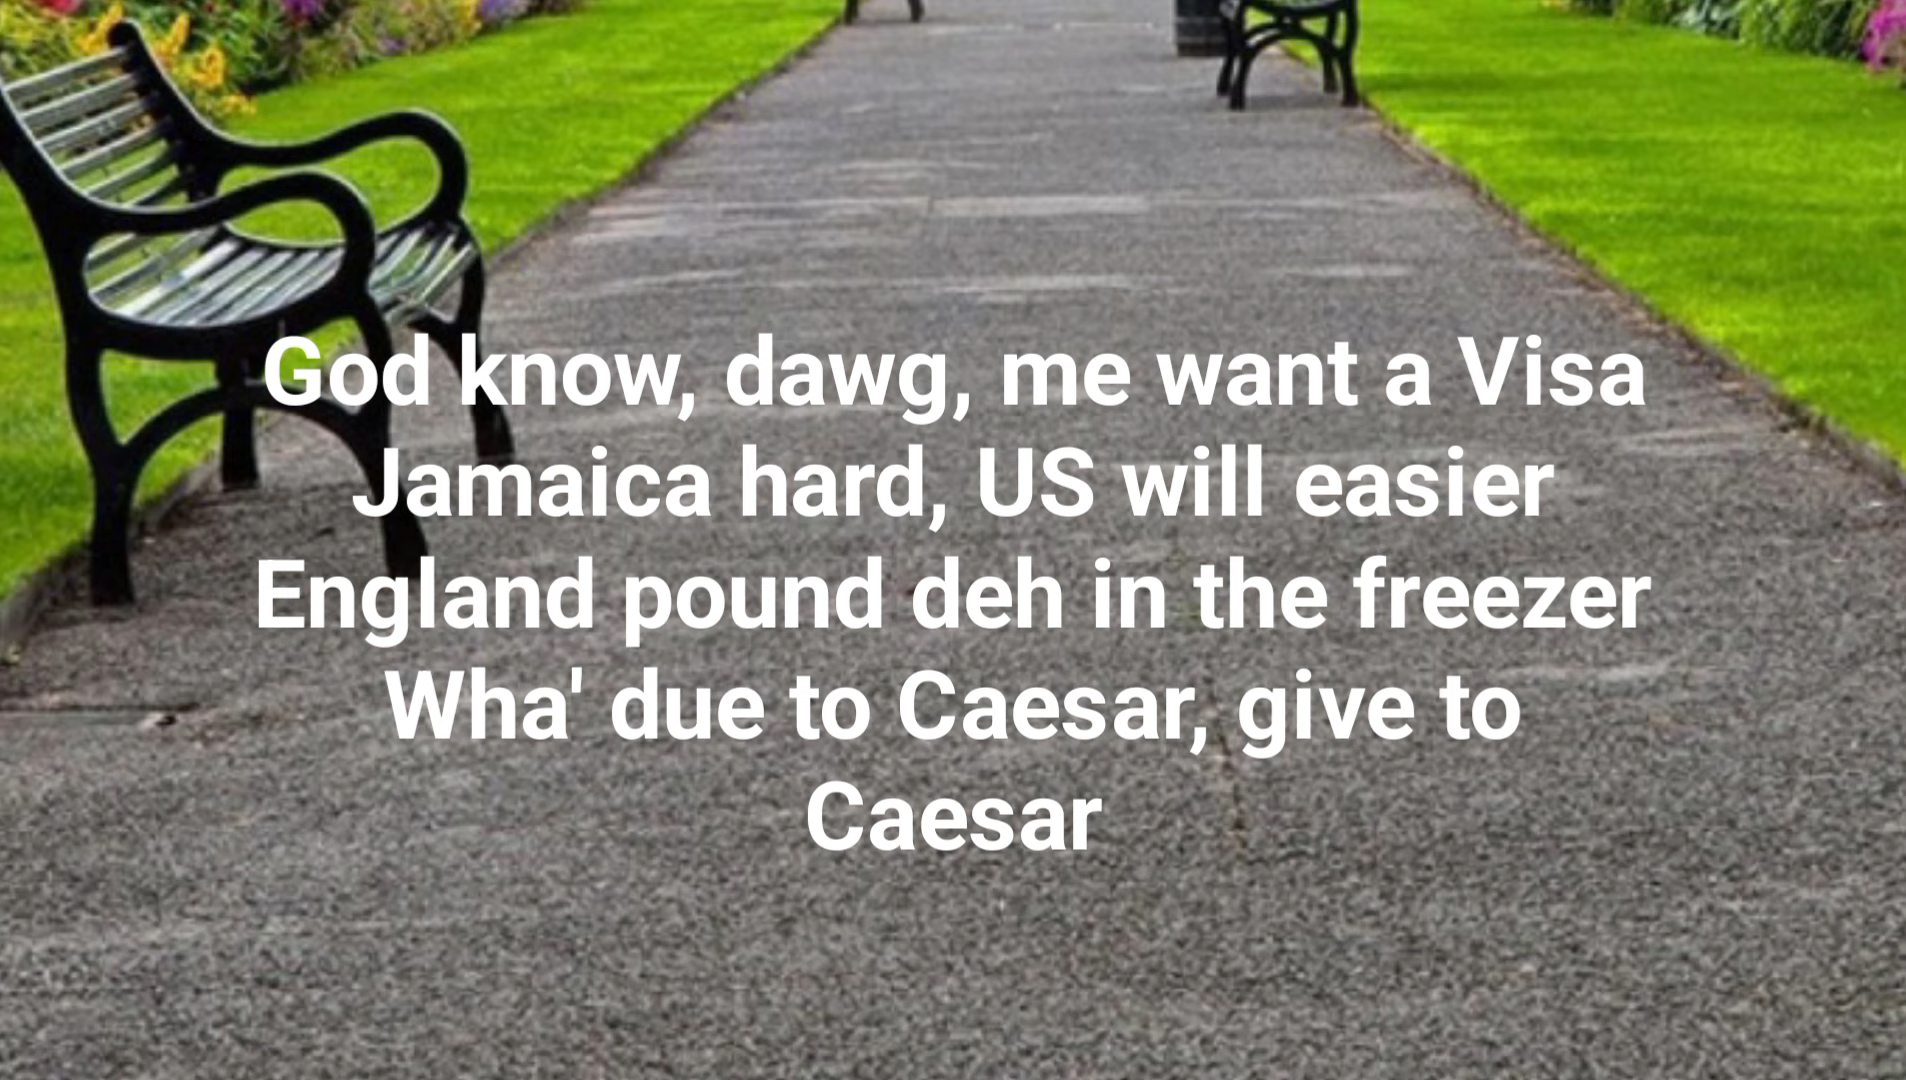 God know, dawg, me want a Visa
Jamaica hard, US will easier
England pound deh in the freezer
Wha' due to Caesar, give to
Caesar